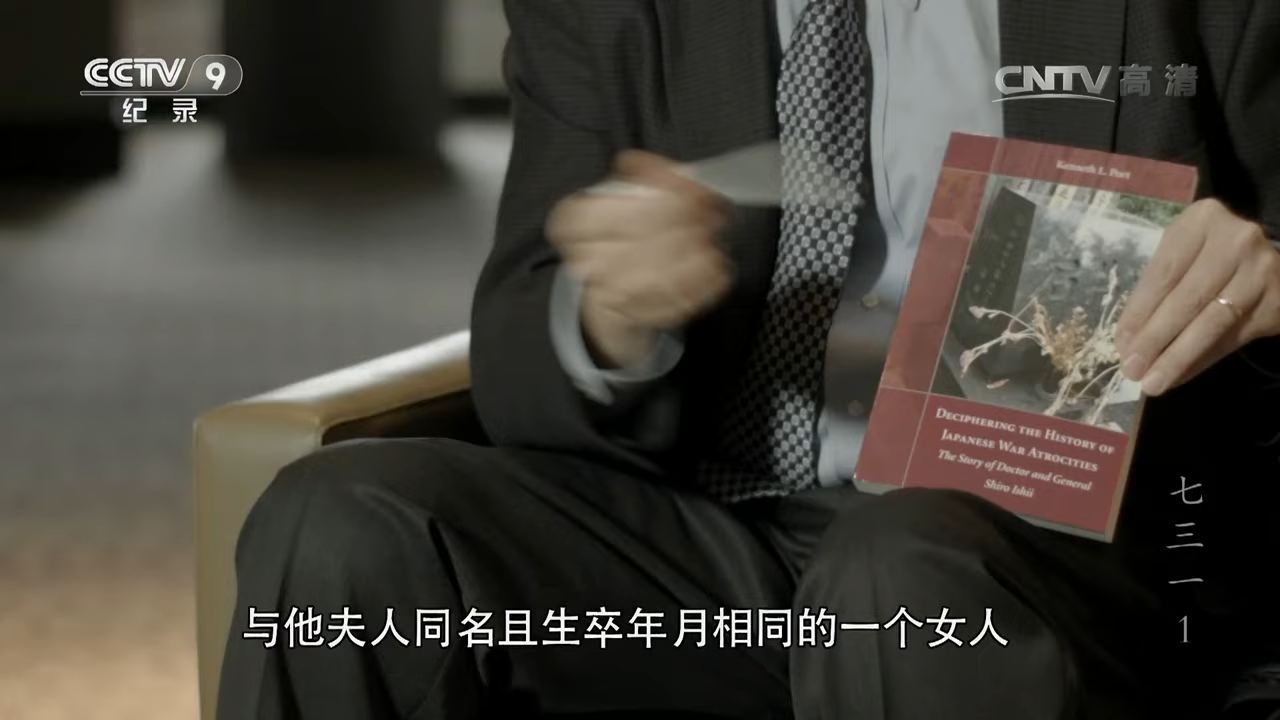 CCTV 9
纪录
CNTV 高清
Kenneth L. Port
DECIPHERING THE HISTORY OF
JAPANESE WAR ATROCITIES
The Story of Doctor and General
Shiro Ishii
七三一 1
与他夫人同名且生卒年月相同的一个女人